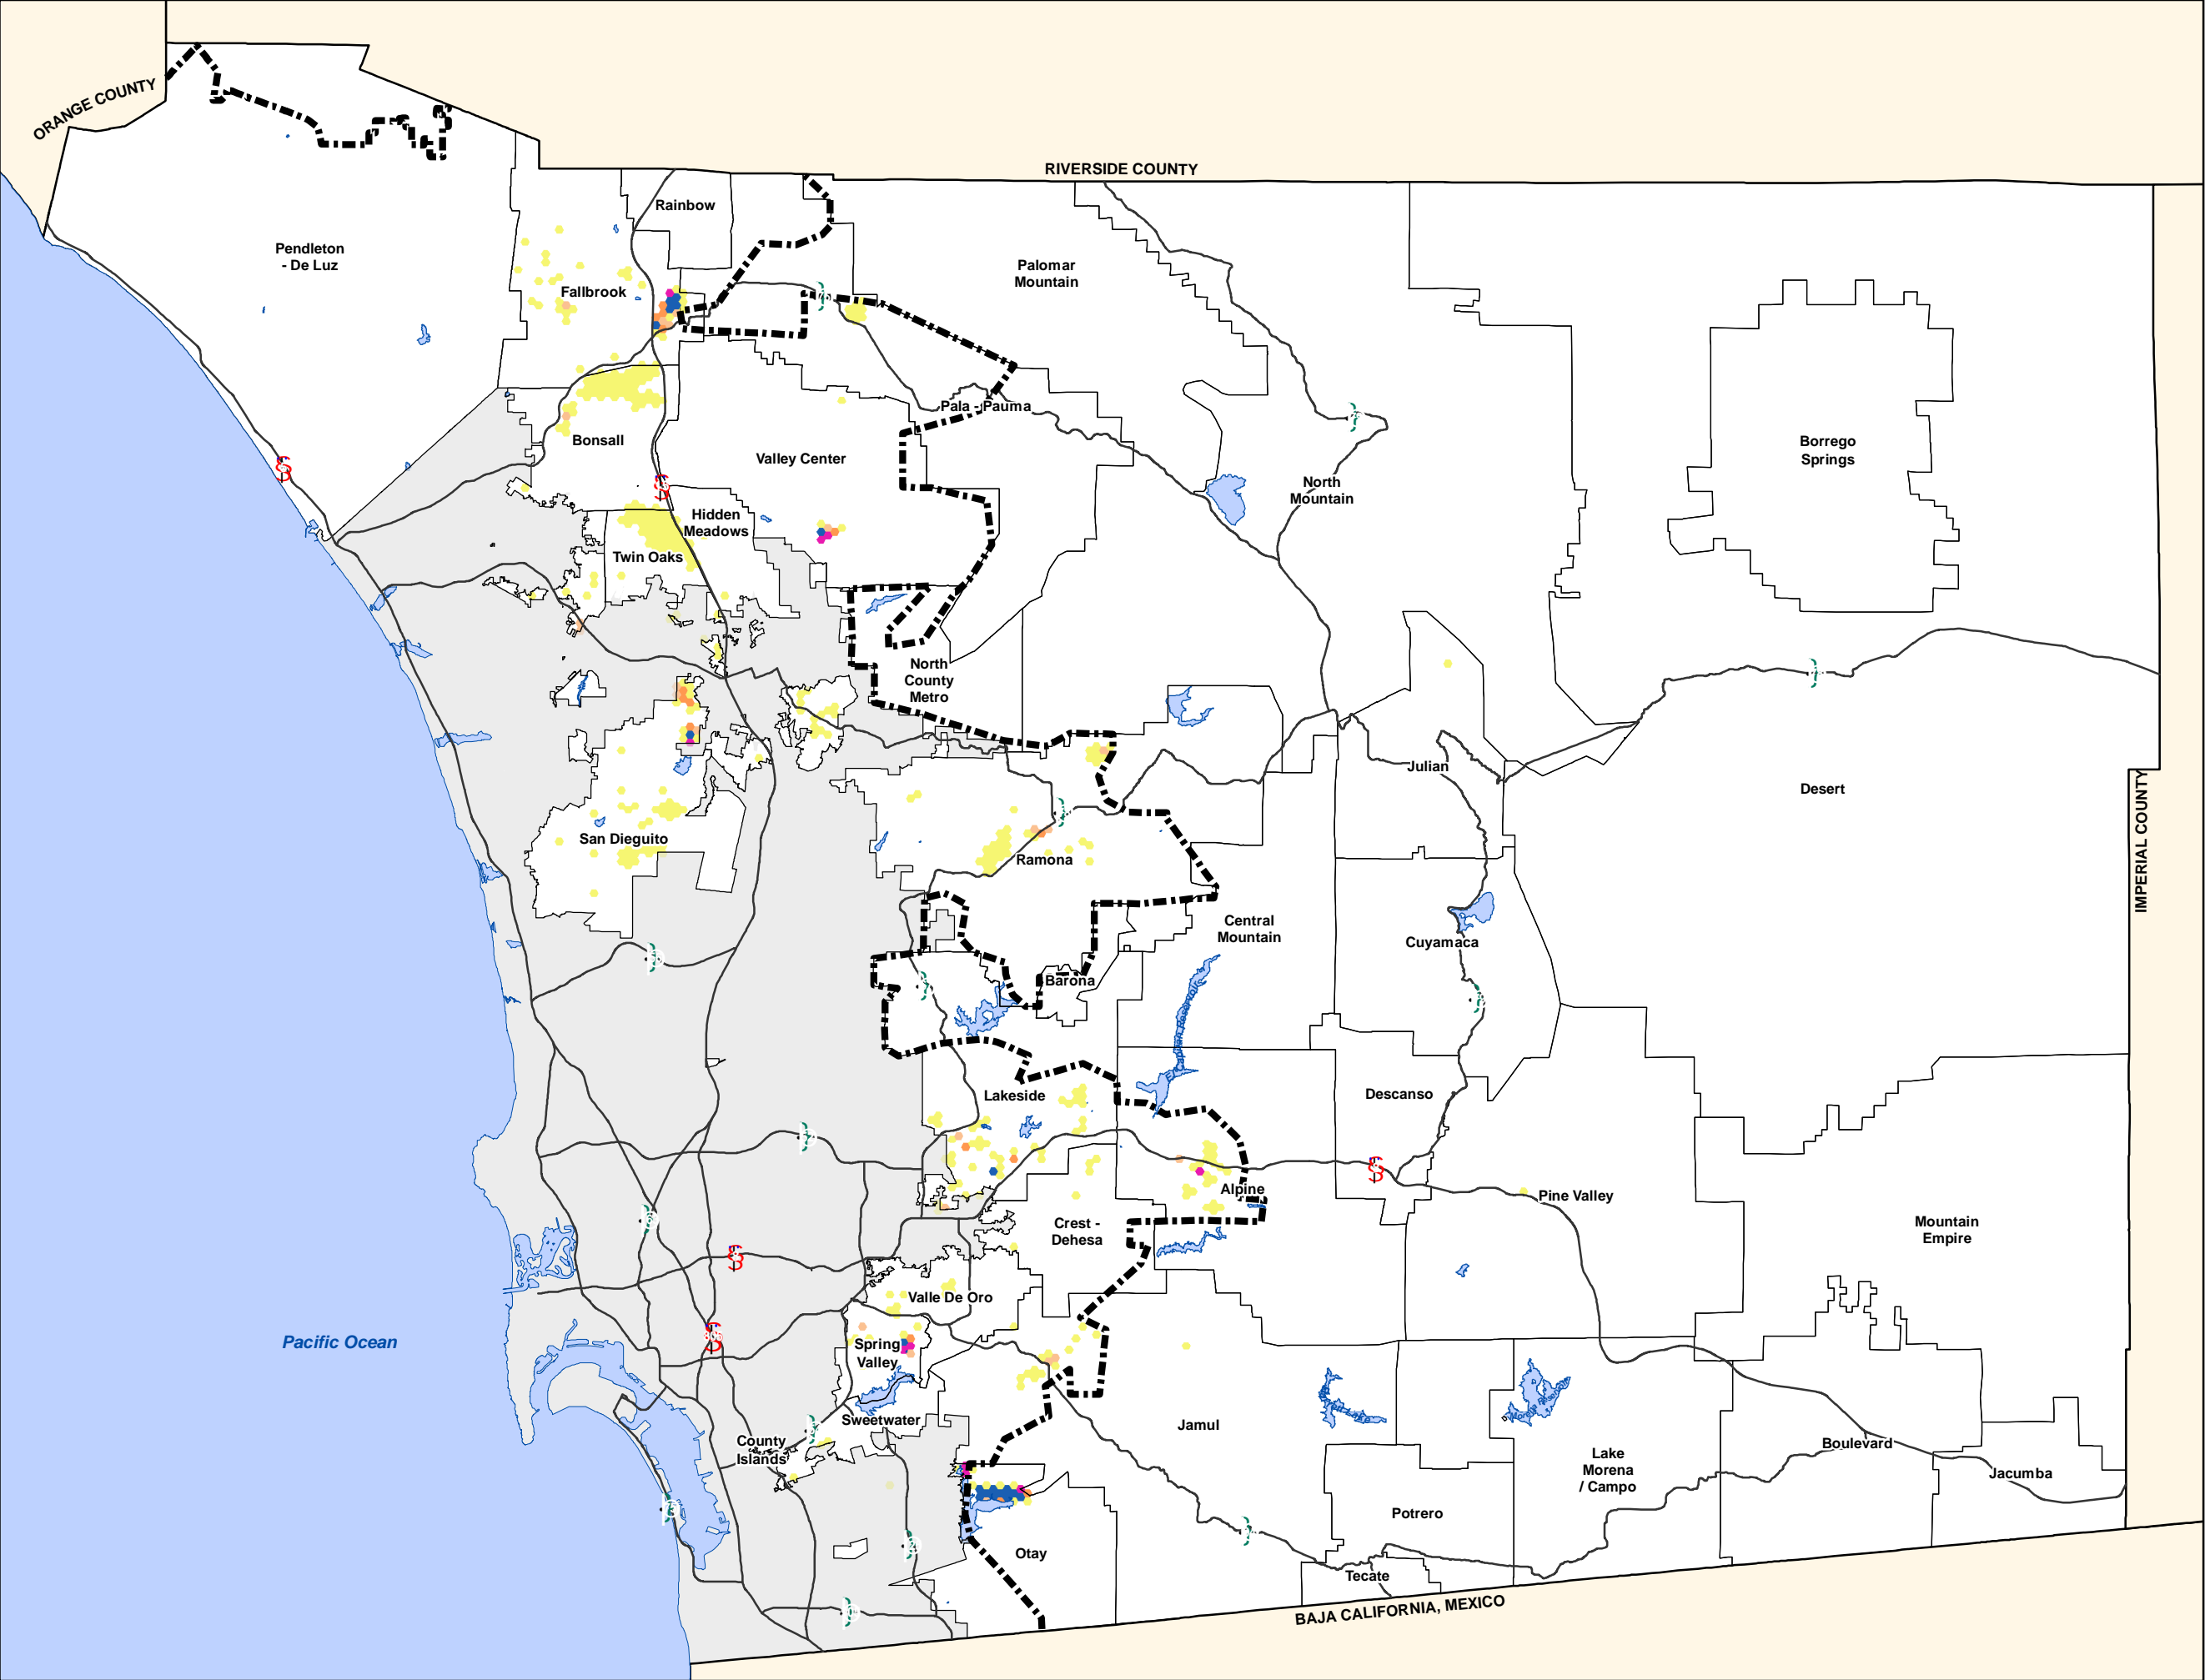 ORANGE COUNTY
RIVERSIDE COUNTY
Rainbow
Pendleton
- De Luz
Palomar
Mountain
Fallbrook
Pala - Pauma
Bonsall
Borrego
Springs
Valley Center
North
Mountain
Hidden
Meadows
Twin Oaks
North
County
Metro
Julian
Desert
IMPERIAL COUNTY
San Dieguito
Ramona
Central
Mountain
Cuyamaca
Barona
Lakeside
Descanso
Alpine
Pine Valley
Crest -
Dehesa
Mountain
Empire
Valle De Oro
Pacific Ocean
Spring
Valley
Sweetwater
Jamul
County
Islands
Boulevard
Lake
Morena
/ Campo
Jacumba
Potrero
Otay
Tecate
BAJA CALIFORNIA, MEXICO